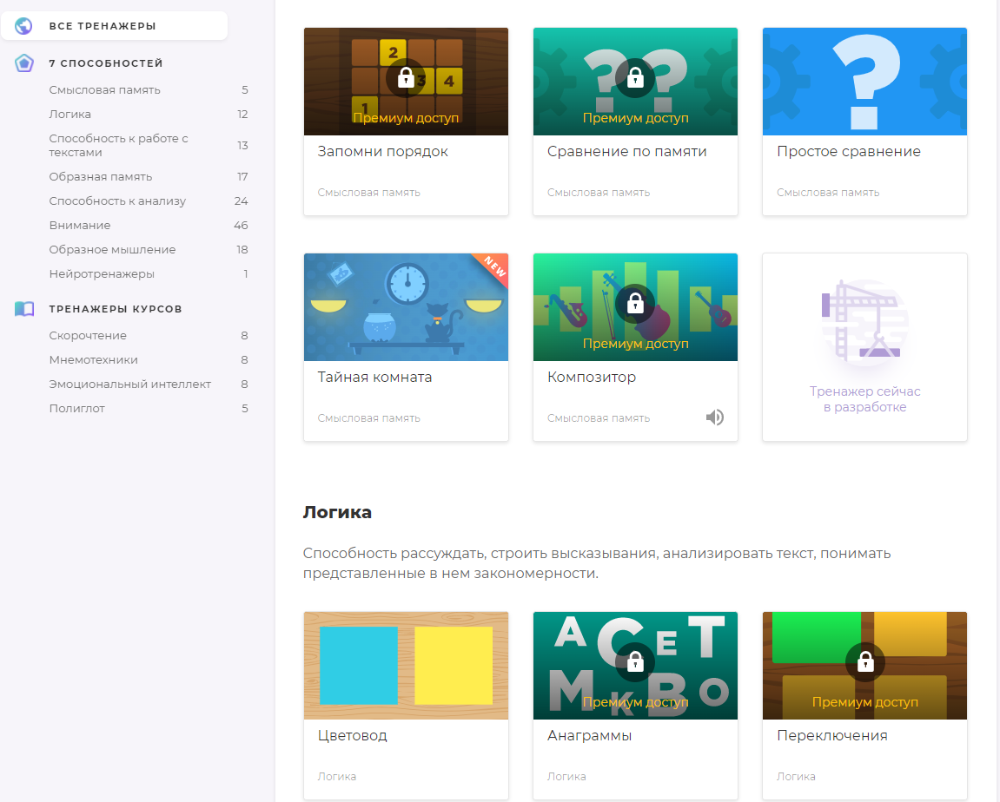 ВСЕ ТРЕНАЖЕРЫ
7 СПОСОБНОСТЕЙ
Смысловая память 5
Логика 12
Способность к работе с
текстами 13
Образная память 17
Способность к анализу 24
Внимание 46
Образное мышление 18
Нейротренажеры 1
ТРЕНАЖЕРЫ КУРСОВ
Скорочтение 8
Мнемотехники 8
Эмоциональный интеллект 8
Полиглот 5
2
3 4
1
Премиум доступ
Запомни порядок
Смысловая память
? ?
Премиум доступ
Сравнение по памяти
Смысловая память
?
Простое сравнение
Смысловая память
NEW
Тайная комната
Смысловая память
Премиум доступ
Композитор
Смысловая память
Тренажер сейчас
в разработке
Логика
Способность рассуждать, строить высказывания, анализировать текст, понимать
представленные в нем закономерности.
Цветовод
Логика
А С Е Т
М К В О
Премиум доступ
Анаграммы
Логика
Премиум доступ
Переключения
Логика